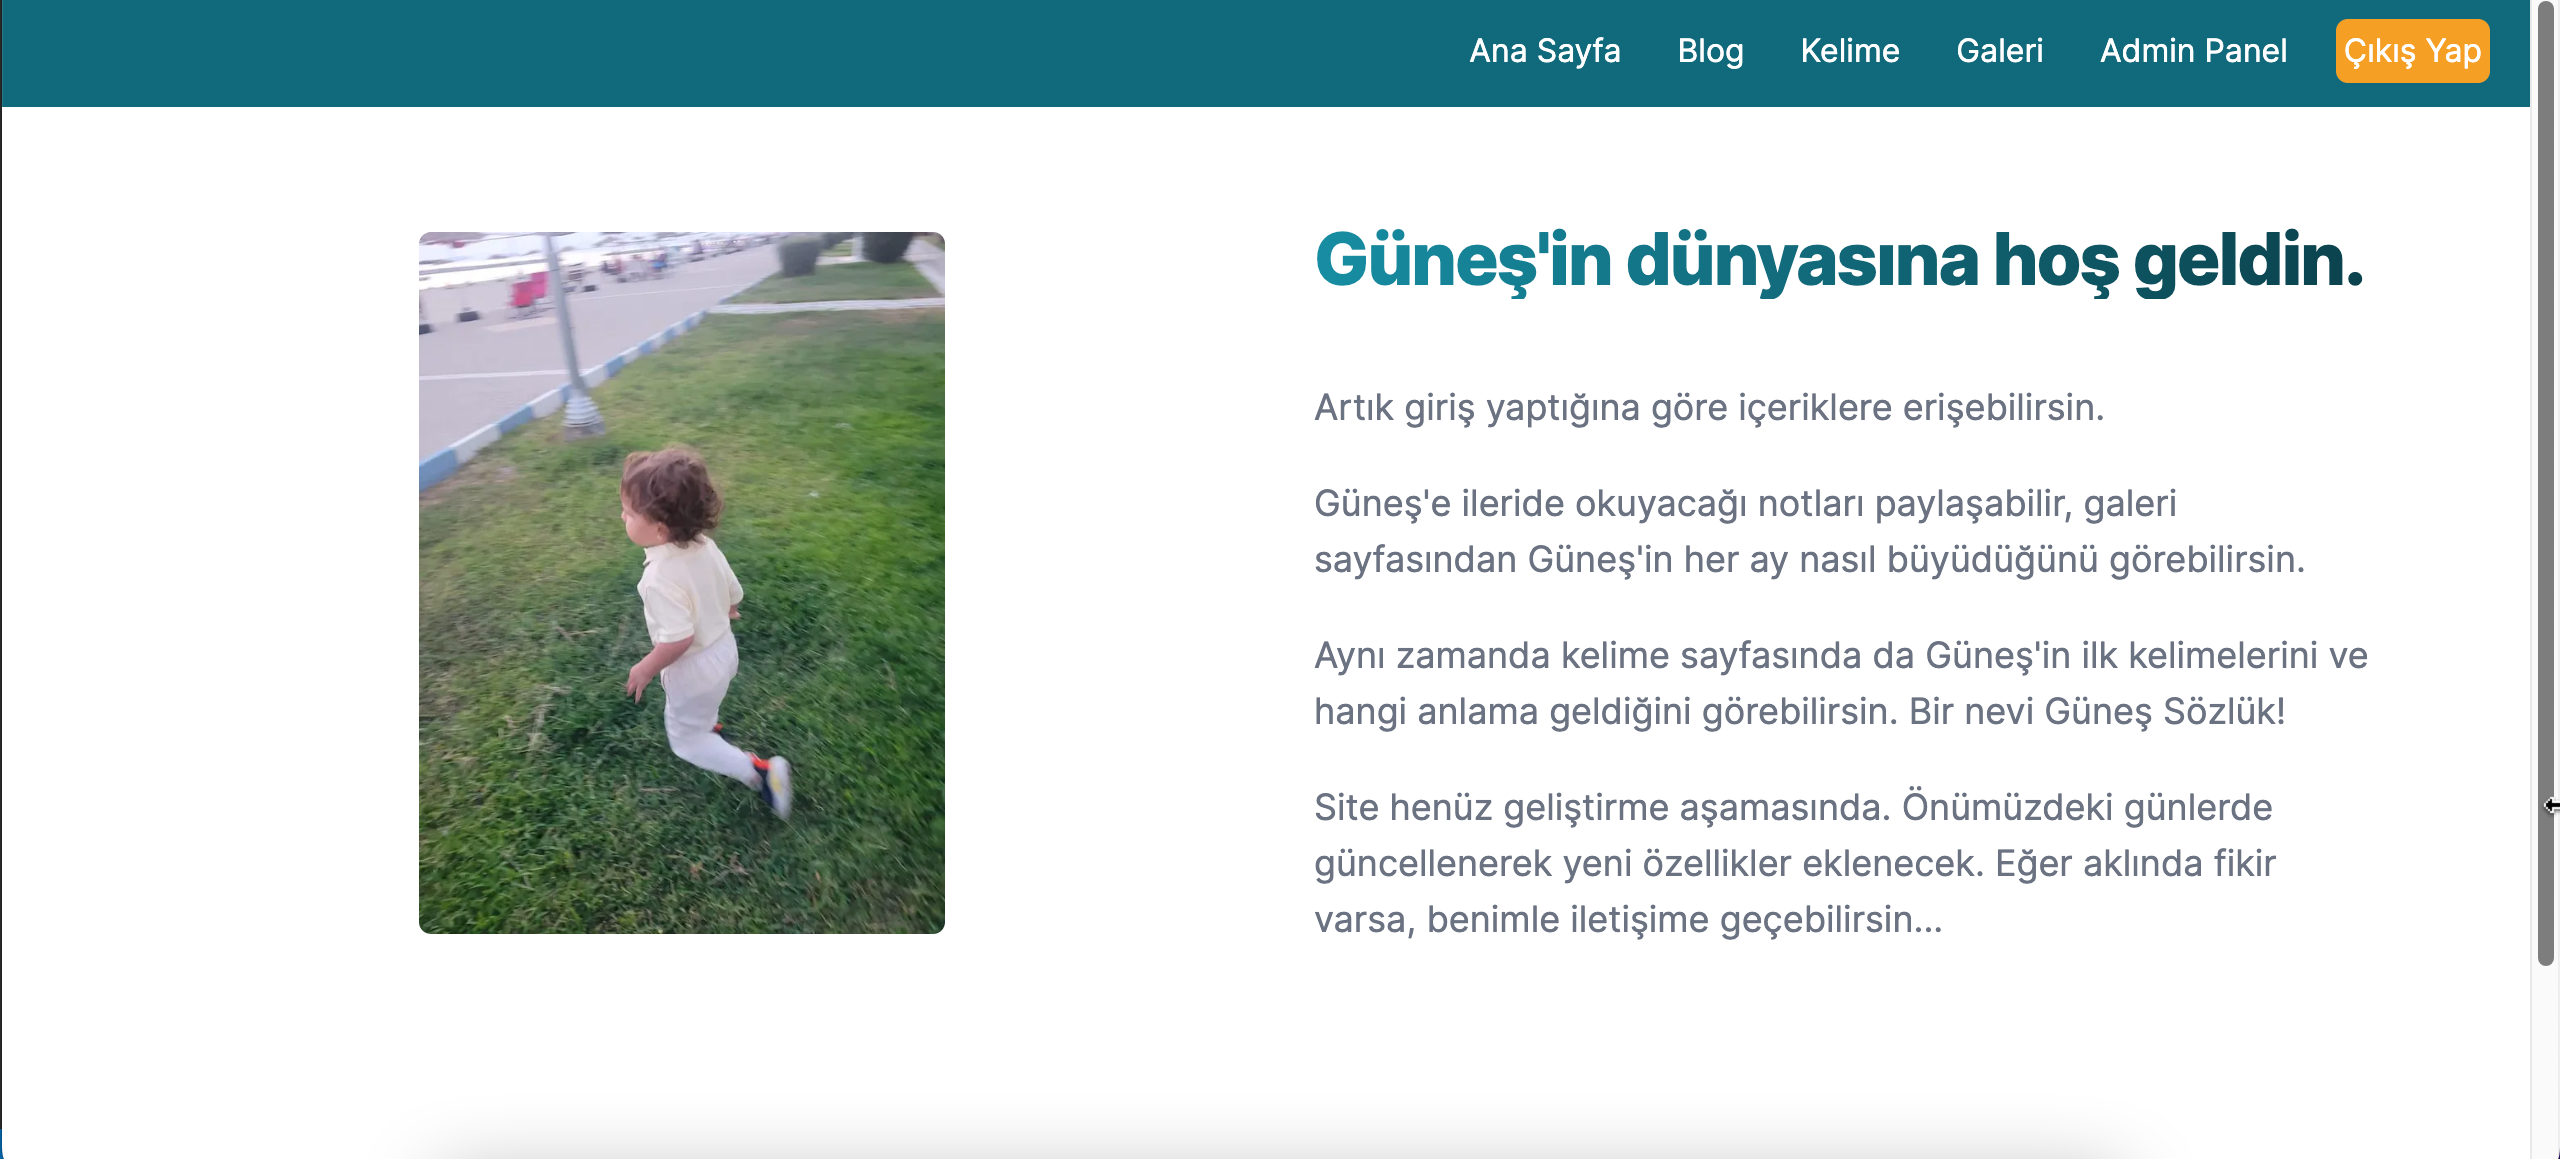 Ana Sayfa Blog Kelime Galeri Admin Panel Çıkış Yap
Güneş'in dünyasına hoş geldin.
Artık giriş yaptığına göre içeriklere erişebilirsin.
Güneş'e ileride okuyacağı notları paylaşabilir, galeri
sayfasından Güneş'in her ay nasıl büyüdüğünü görebilirsin.
Aynı zamanda kelime sayfasında da Güneş'in ilk kelimelerini ve
hangi anlama geldiğini görebilirsin. Bir nevi Güneş Sözlük!
Site henüz geliştirme aşamasında. Önümüzdeki günlerde
güncellenerek yeni özellikler eklenecek. Eğer aklında fikir
varsa, benimle iletişime geçebilirsin...